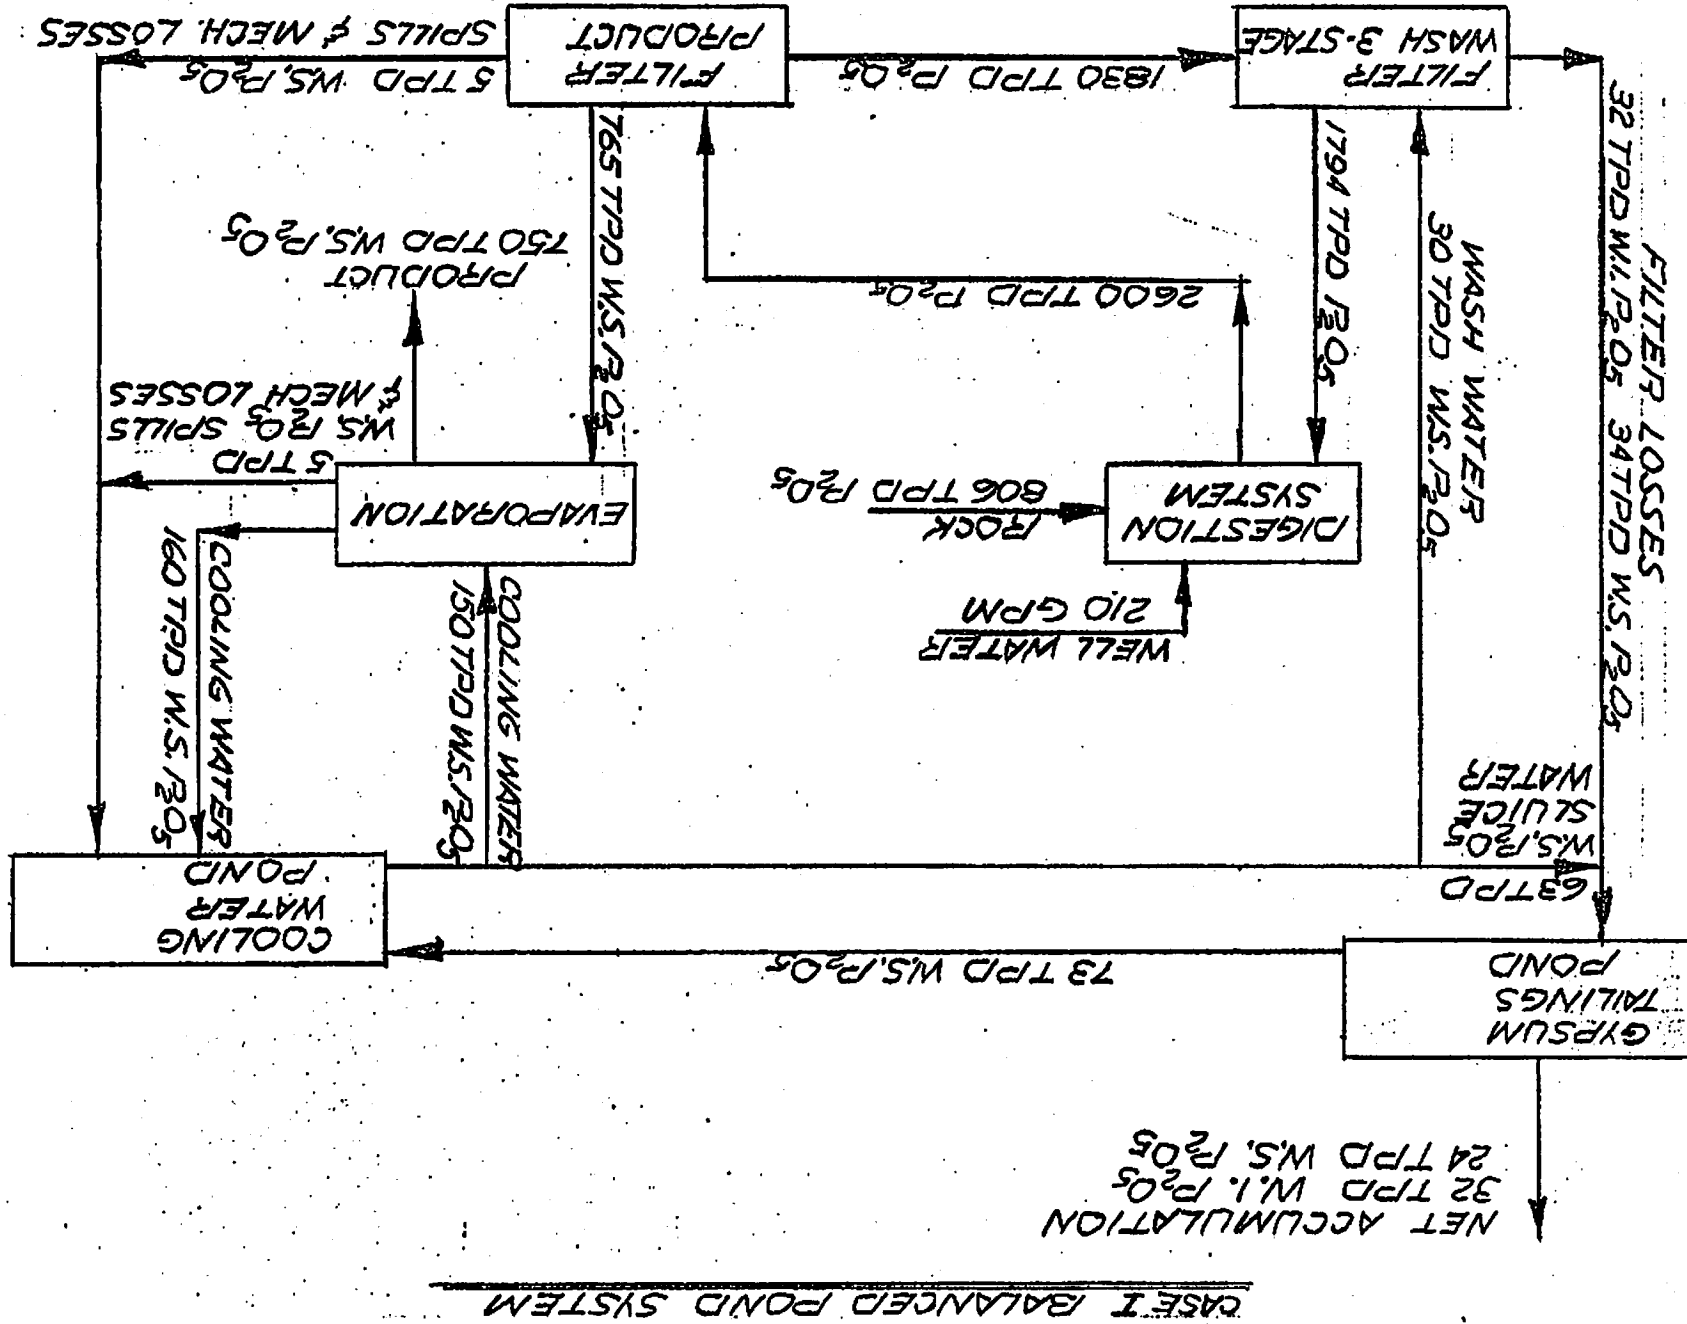 CASE I BALANCED POND SYSTEM
NET ACCUMULATION
32 TPD W.I. P2O5
24 TPD W.S. P2O5
GYPSUM
TAILINGS
POND
73 TPD W.S. P2O5
COOLING
WATER
POND
63 TPD
W.S. P2O5
SLUICE
WATER
COOLING WATER
150 TPD W.S. P2O5
COOLING WATER
160 TPD W.S. P2O5
WELL WATER
210 GPM
DIGESTION
SYSTEM
ROCK
806 TPD P2O5
EVAPORATION
5 TPD
W.S. P2O5 SPILLS
& MECH. LOSSES
FILTER LOSSES
32 TPD W.I. P2O5 34 TPD W.S. P2O5
WASH WATER
30 TPD W.S. P2O5
1794 TPD P2O5
2600 TPD P2O5
765 TPD W.S. P2O5
PRODUCT
750 TPD W.S. P2O5
FILTER
WASH 3-STAGE
1830 TPD P2O5
FILTER
PRODUCT
5 TPD W.S. P2O5
SPILLS & MECH. LOSSES